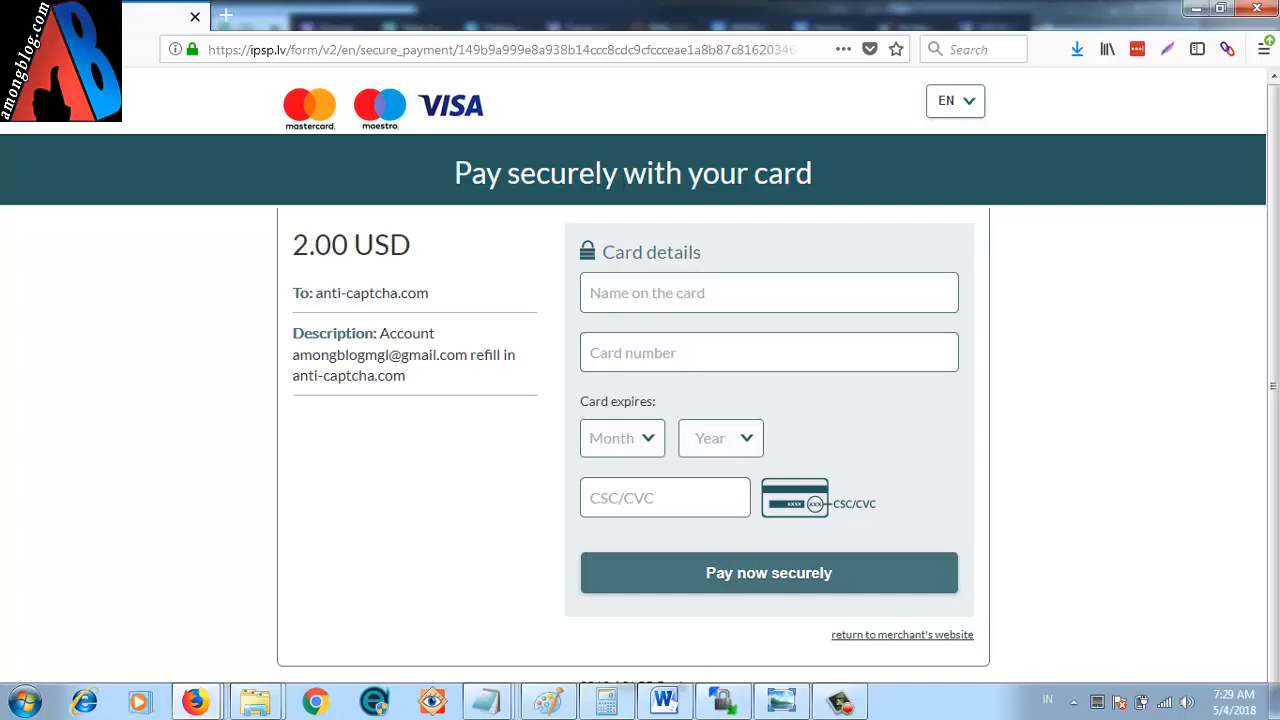 amongblog.com
https://ipsp.lv/form/v2/en/secure_payment/149b9a999e8a938b14ccc8cdc9cfccceae1a8b87c81620346
Search
mastercard.
maestro.
VISA
EN
Pay securely with your card
2.00 USD
To: anti-captcha.com
Description: Account
amongblogmgl@gmail.com refill in
anti-captcha.com
Card details
Name on the card
Card number
Card expires:
Month
Year
CSC/CVC
xxxx
xxx
CSC/CVC
Pay now securely
return to merchant's website
IN
7:29 AM
5/4/2018